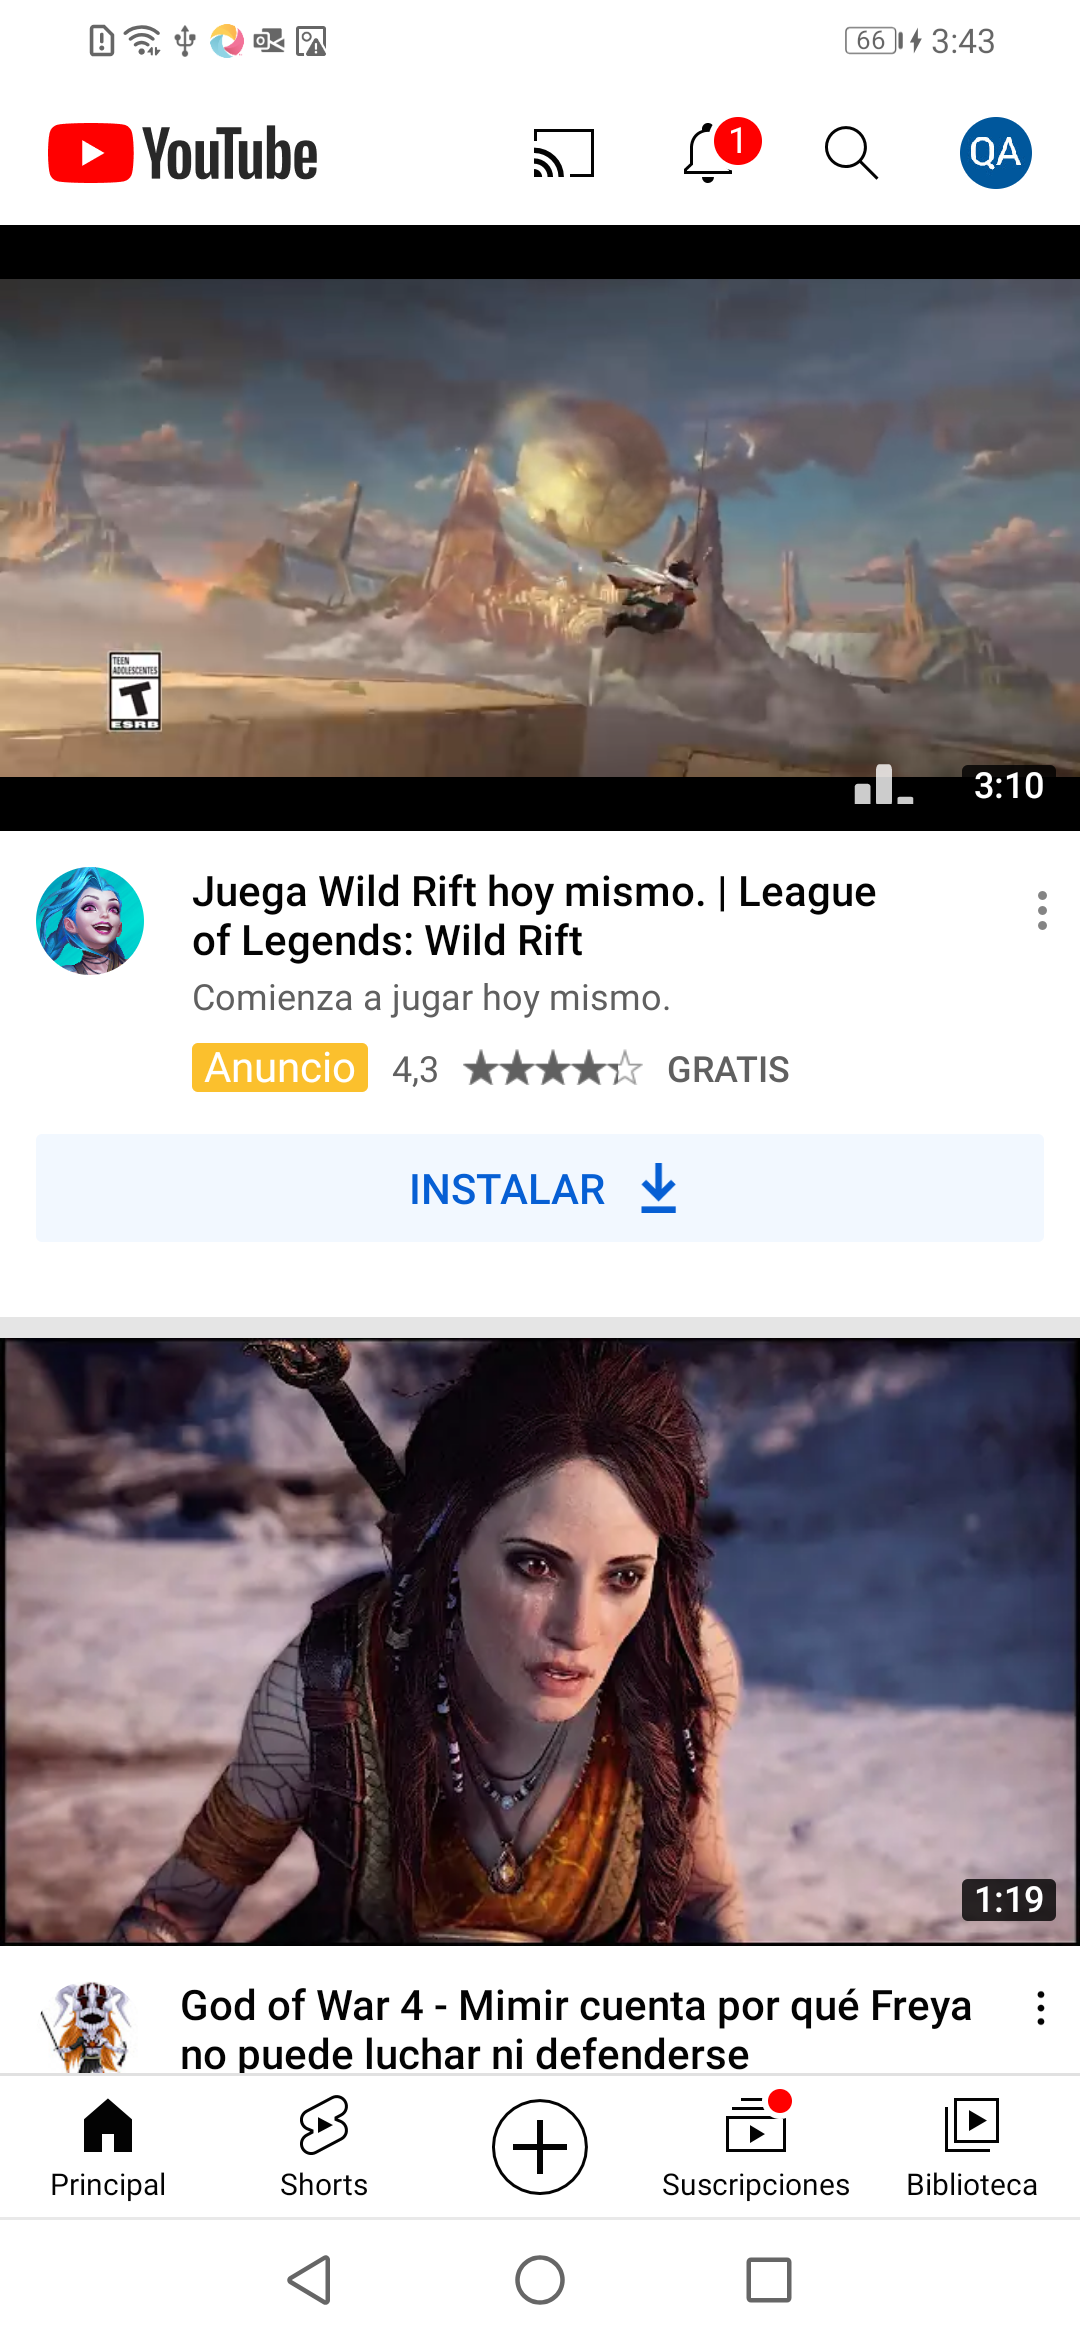 66 3:43
YouTube
1
QA
TEEN
ADOLESCENTES
T
ESRB
3:10
Juega Wild Rift hoy mismo. | League
of Legends: Wild Rift
Comienza a jugar hoy mismo.
Anuncio 4,3 GRATIS
INSTALAR
1:19
God of War 4 - Mimir cuenta por qué Freya
no puede luchar ni defenderse
Principal Shorts Suscripciones Biblioteca